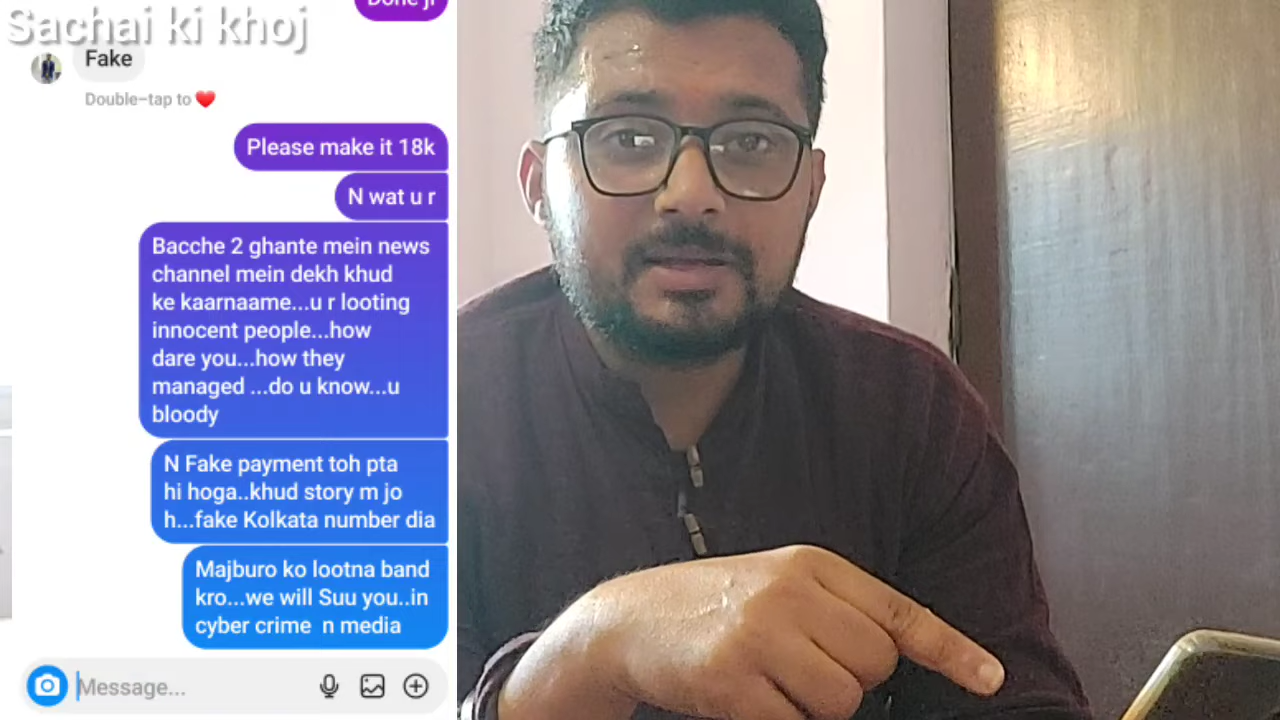 Done ji
Sachai ki khoj
Fake
Double-tap to ❤️
Please make it 18k
N wat u r
Bacche 2 ghante mein news
channel mein dekh khud
ke kaarnaame...u r looting
innocent people...how
dare you...how they
managed ...do u know...u
bloody
N Fake payment toh pta
hi hoga..khud story m jo
h...fake Kolkata number dia
Majburo ko lootna band
kro...we will Suu you..in
cyber crime n media
Message...